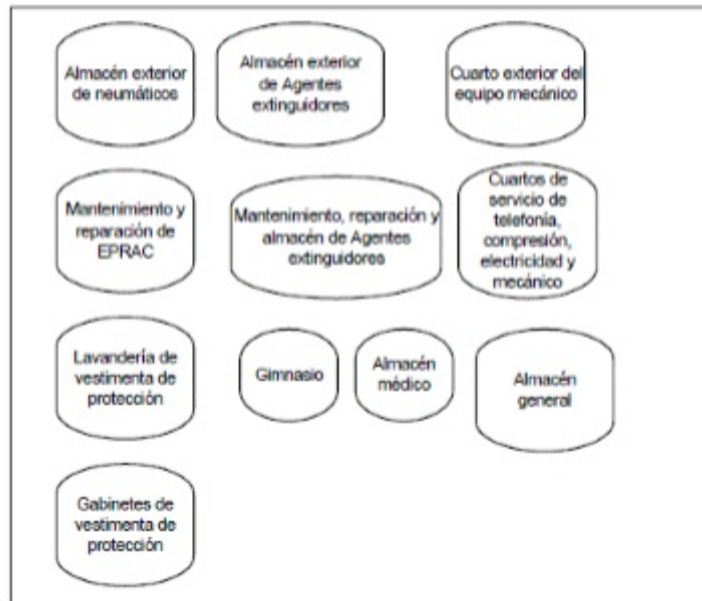 Almacén exterior
de neumáticos
Almacén exterior
de Agentes
extinguidores
Cuarto exterior del
equipo mecánico
Mantenimiento y
reparación de
EPRAC
Mantenimiento, reparación y
almacén de Agentes
extinguidores
Cuartos de
servicio de
telefonía,
compresión,
electricidad y
mecánico
Lavandería de
vestimenta de
protección
Gimnasio
Almacén
médico
Almacén
general
Gabinetes de
vestimenta de
protección